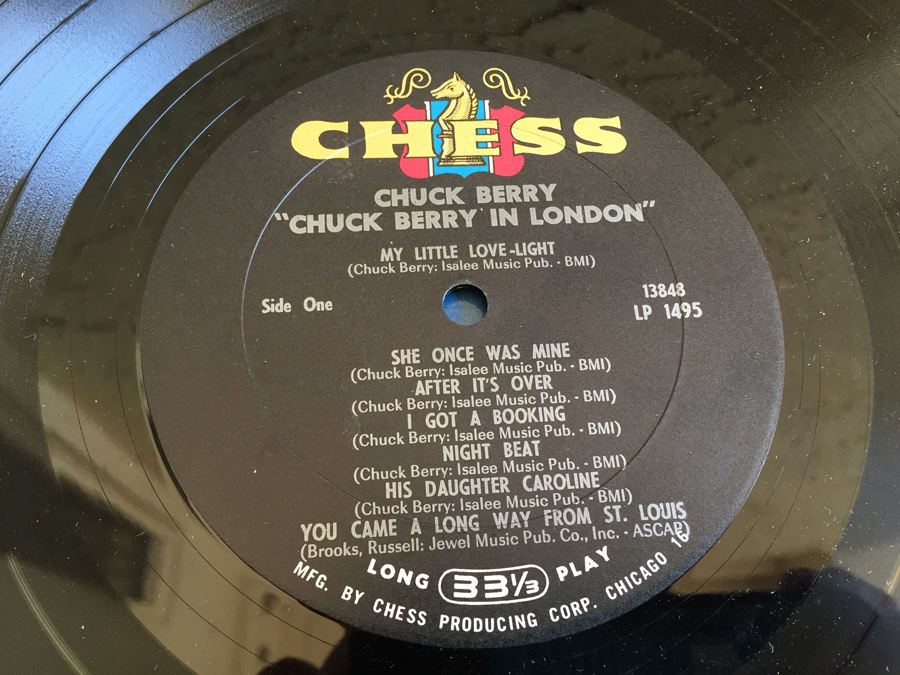 CHESS
CHUCK BERRY
"CHUCK BERRY IN LONDON"
MY LITTLE LOVE-LIGHT
(Chuck Berry: Isalee Music Pub. - BMI)
Side One
13848
LP 1495
SHE ONCE WAS MINE
(Chuck Berry: Isalee Music Pub. - BMI)
AFTER IT'S OVER
(Chuck Berry: Isalee Music Pub. - BMI)
I GOT A BOOKING
(Chuck Berry: Isalee Music Pub. - BMI)
NIGHT BEAT
(Chuck Berry: Isalee Music Pub. - BMI)
HIS DAUGHTER CAROLINE
(Chuck Berry: Isalee Music Pub. - BMI)
YOU CAME A LONG WAY FROM ST. LOUIS
(Brooks, Russell: Jewel Music Pub. Co., Inc. - ASCAP)
LONG 33 1/3 PLAY
MFG. BY CHESS PRODUCING CORP. CHICAGO 16